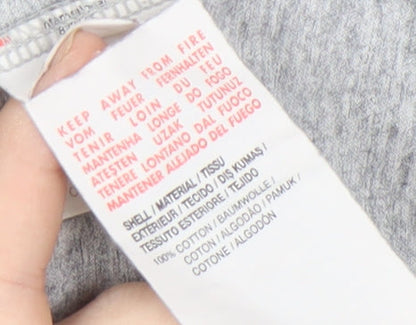 KEEP AWAY FROM FIRE
VOM FEUER FERNHALTEN
TENIR LOIN DU FEU
MANTENHA LONGE DO FOGO
ATEŞTEN UZAK TUTUNUZ
TENERE LONTANO DAL FUOCO
MANTENER ALEJADO DEL FUEGO
SHELL / MATERIAL / TISSU
EXTÉRIEUR / TECIDO / DIŞ KUMAŞ /
TESSUTO ESTERIORE / TEJIDO
100% COTTON / BAUMWOLLE /
COTON / ALGODÃO / PAMUK /
COTONE / ALGODÓN